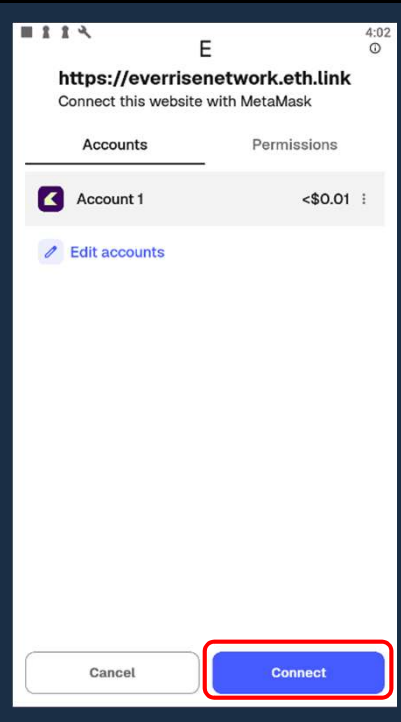 4:02
E
https://everrisenetwork.eth.link
Connect this website with MetaMask
Accounts Permissions
Account 1 <$0.01
Edit accounts
Cancel Connect